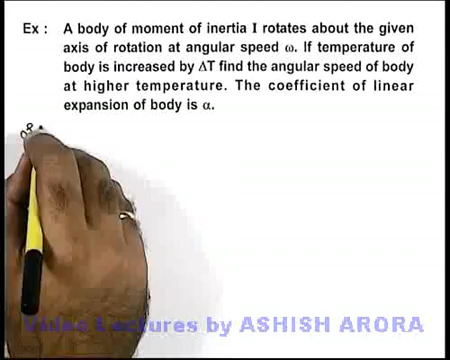 Ex : A body of moment of inertia I rotates about the given
axis of rotation at angular speed ω. If temperature of
body is increased by ΔT find the angular speed of body
at higher temperature. The coefficient of linear
expansion of body is α.
Video Lectures by ASHISH ARORA